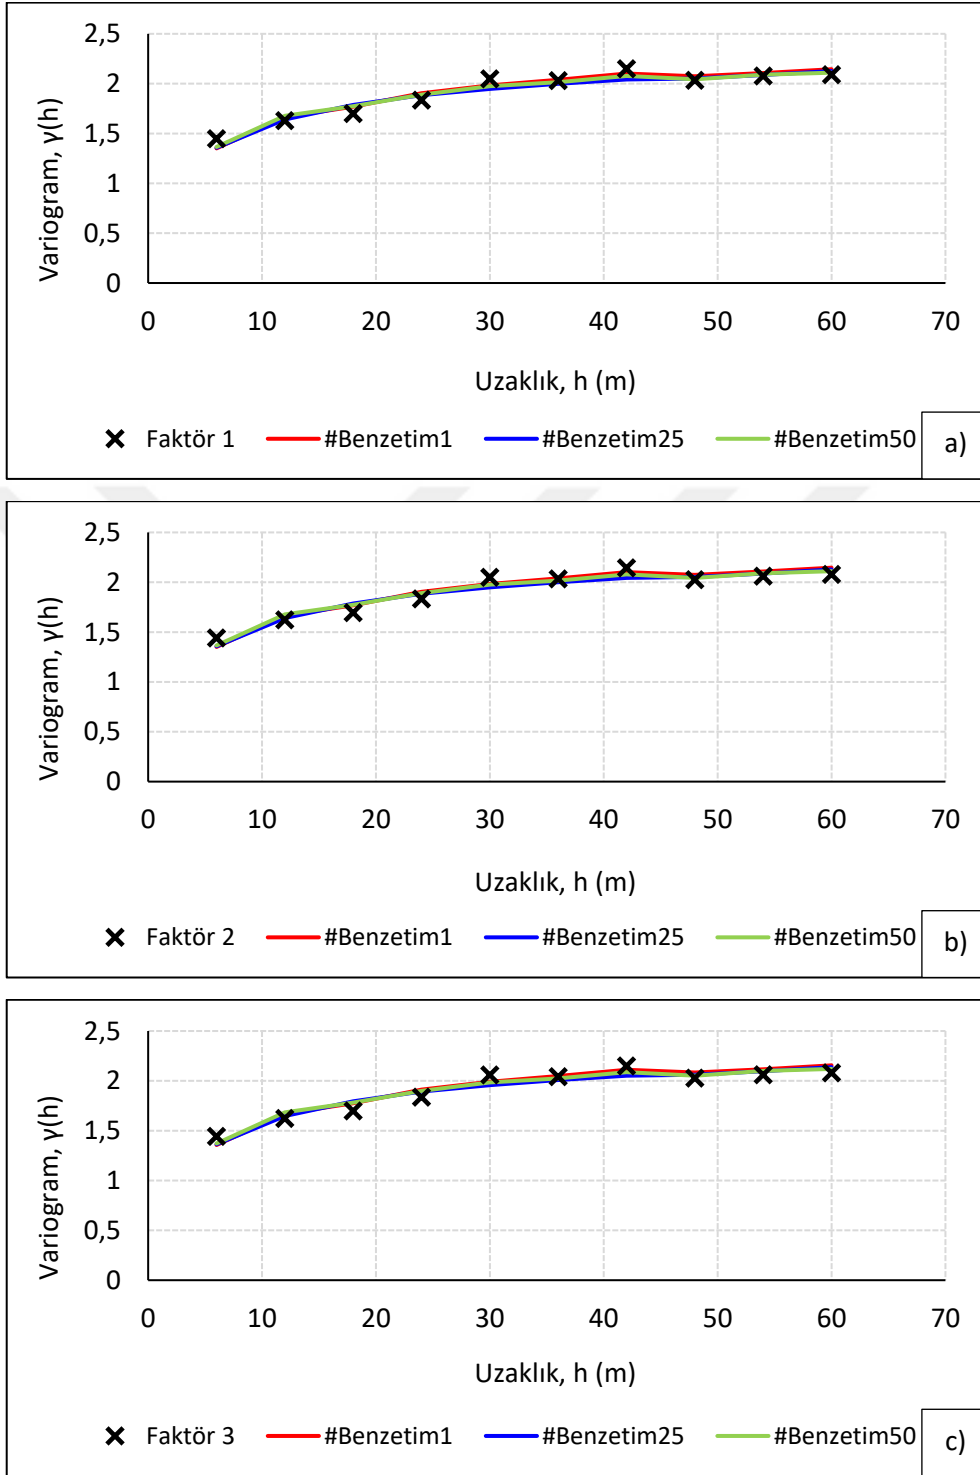 2,5
2
1,5
1
0,5
0
Variogram, γ(h)
0 10 20 30 40 50 60 70
Uzaklık, h (m)
Faktör 1 #Benzetim1 #Benzetim25 #Benzetim50
a)
2,5
2
1,5
1
0,5
0
Variogram, γ(h)
0 10 20 30 40 50 60 70
Uzaklık, h (m)
Faktör 2 #Benzetim1 #Benzetim25 #Benzetim50
b)
2,5
2
1,5
1
0,5
0
Variogram, γ(h)
0 10 20 30 40 50 60 70
Uzaklık, h (m)
Faktör 3 #Benzetim1 #Benzetim25 #Benzetim50
c)